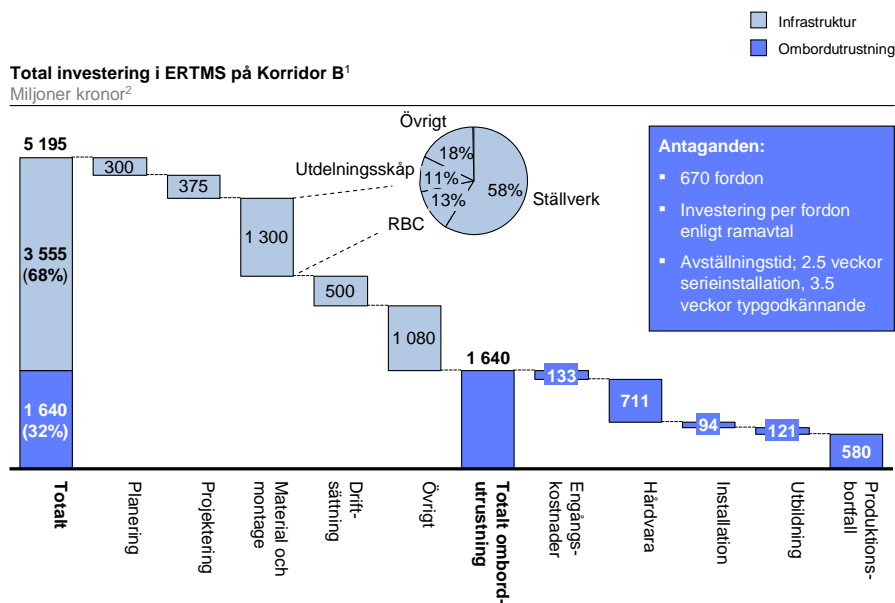 Infrastruktur
Ombordutrustning
Total investering i ERTMS på Korridor B¹
Miljoner kronor²
5 195
3 555
(68%)
1 640
(32%)
300
375
1 300
500
1 080
1 640
133
711
94
121
580
Övrigt
18%
Utdelningsskåp
11%
13%
RBC
58%
Ställverk
Antaganden:
▪ 670 fordon
▪ Investering per fordon
enligt ramavtal
▪ Avställningstid; 2.5 veckor
serieinstallation, 3.5
veckor typgodkännande
Totalt
Planering
Projektering
Material och
montage
Drift-
sättning
Övrigt
Totalt ombord-
utrustning
Engångs-
kostnader
Hårdvara
Installation
Utbildning
Produktions-
bortfall